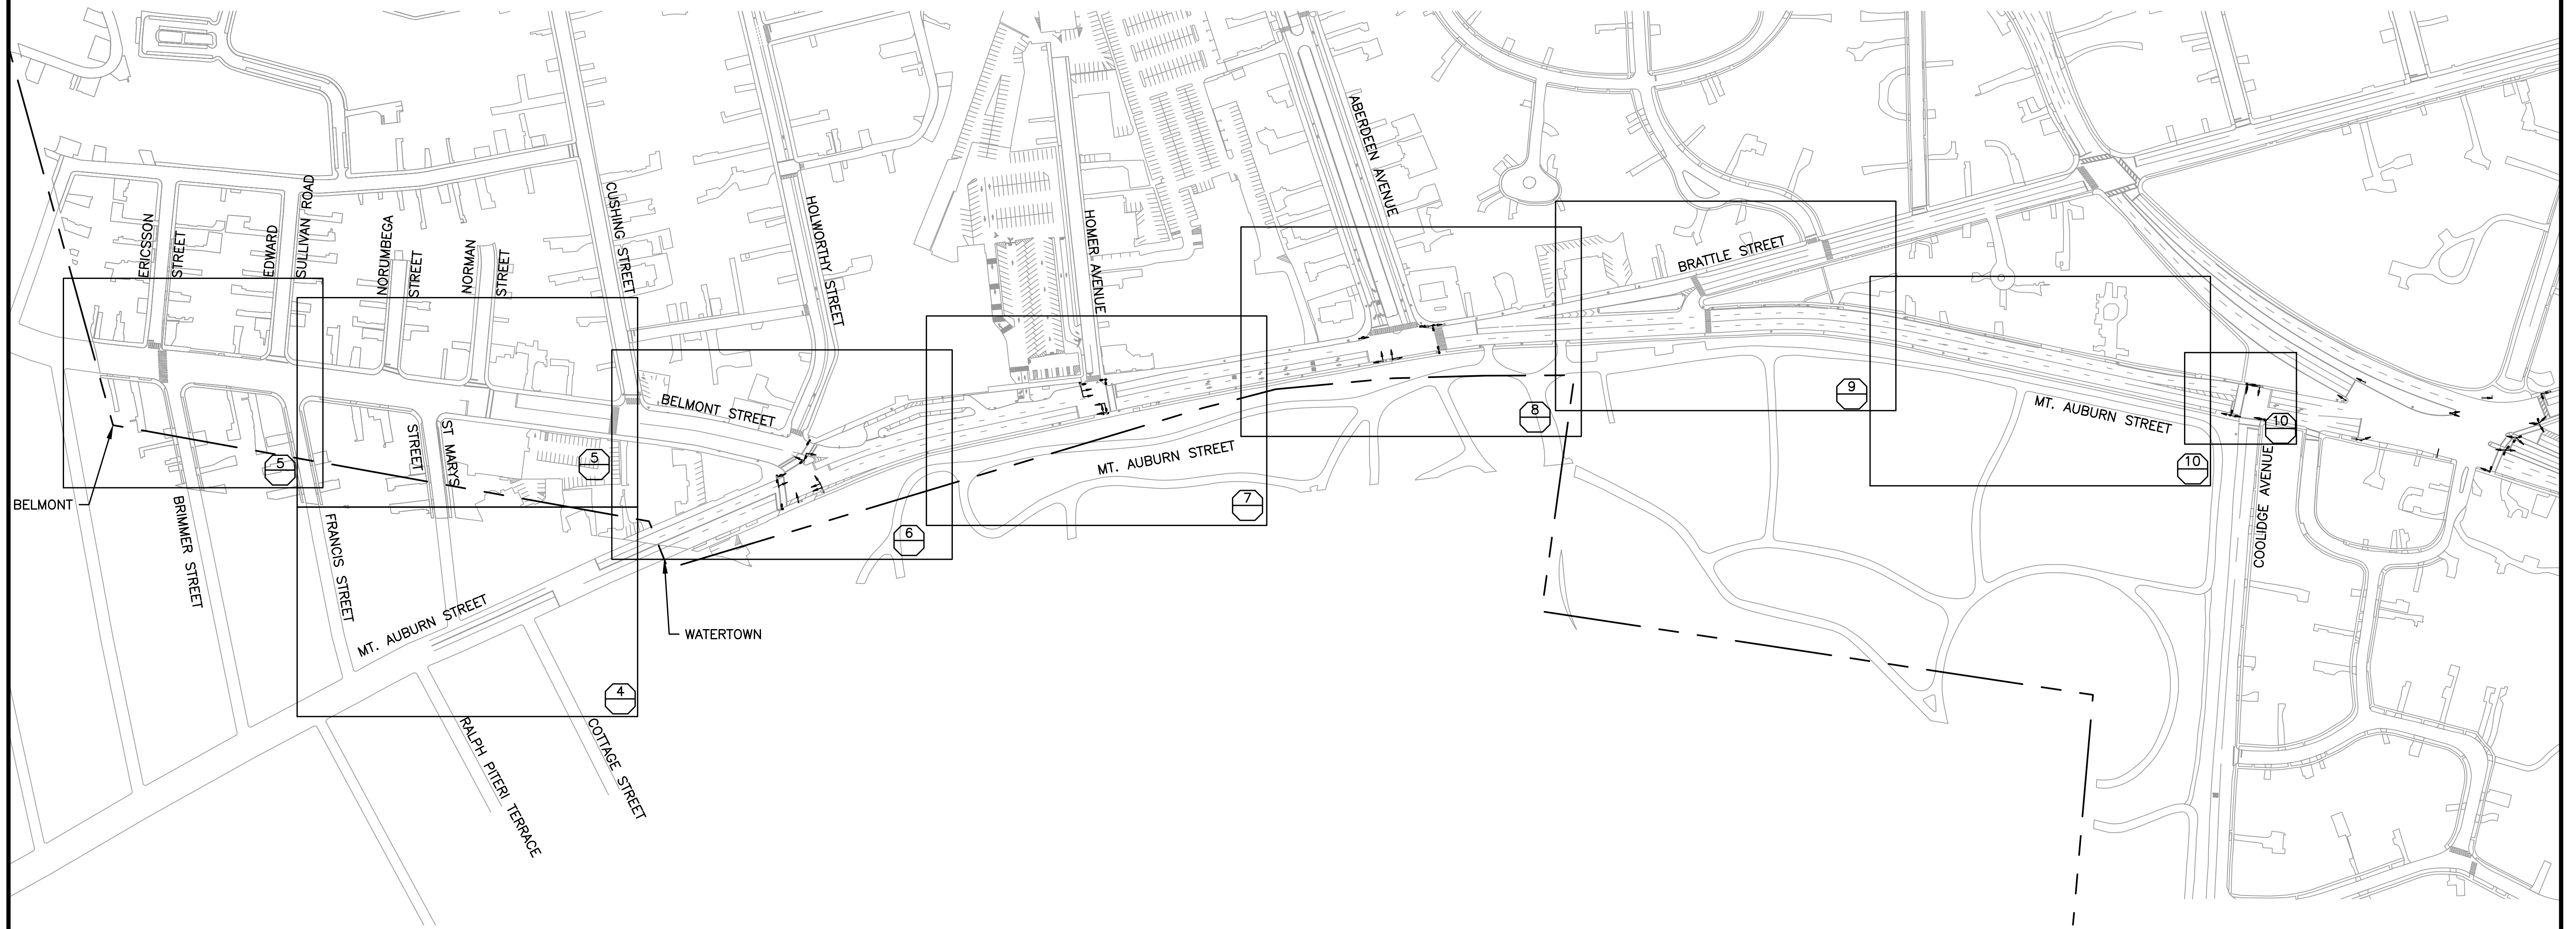 ERICSSON
STREET
EDWARD
SULLIVAN ROAD
NORUMBEGA
STREET
NORMAN
STREET
CUSHING STREET
HOLWORTHY STREET
HOMER AVENUE
ABERDEEN AVENUE
BRATTLE STREET
BELMONT STREET
MT. AUBURN STREET
MT. AUBURN STREET
COOLIDGE AVENUE
BELMONT
BRIMMER STREET
FRANCIS STREET
STREET
ST MARYS
MT. AUBURN STREET
WATERTOWN
RALPH PITERI TERRACE
COTTAGE STREET
5
5
4
6
7
8
9
10
10